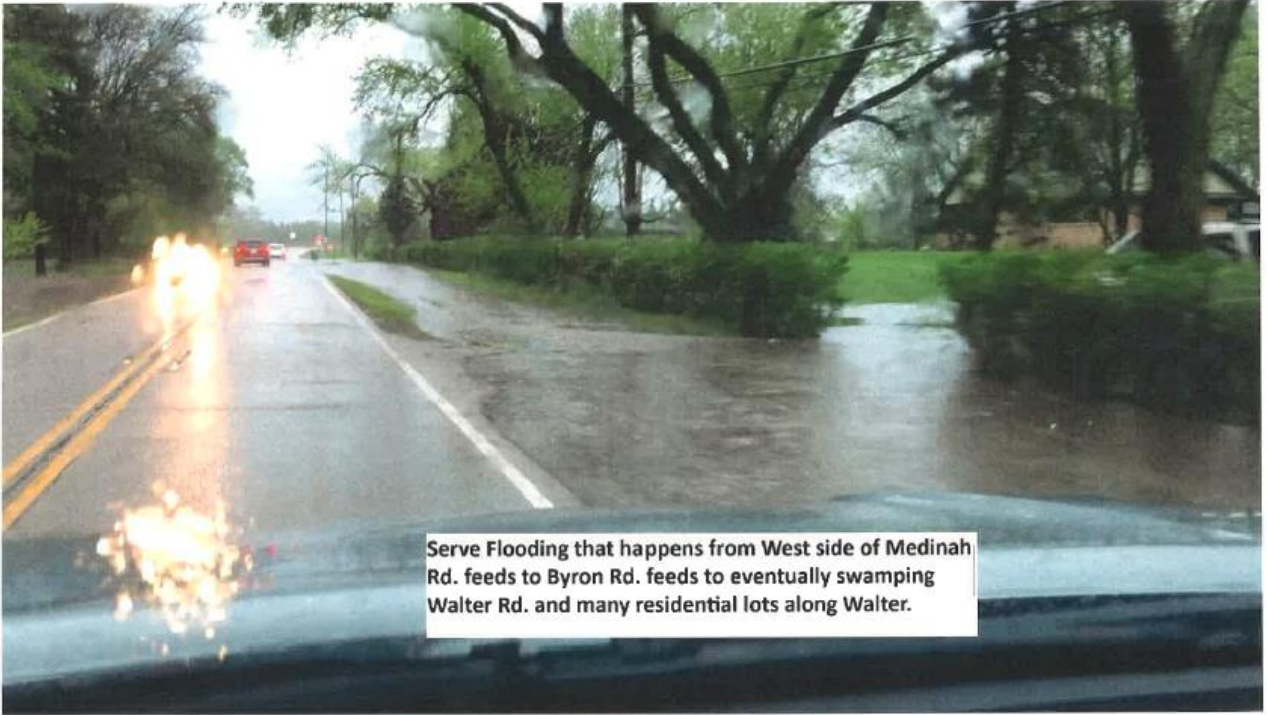 Serve Flooding that happens from West side of Medinah
Rd. feeds to Byron Rd. feeds to eventually swamping
Walter Rd. and many residential lots along Walter.